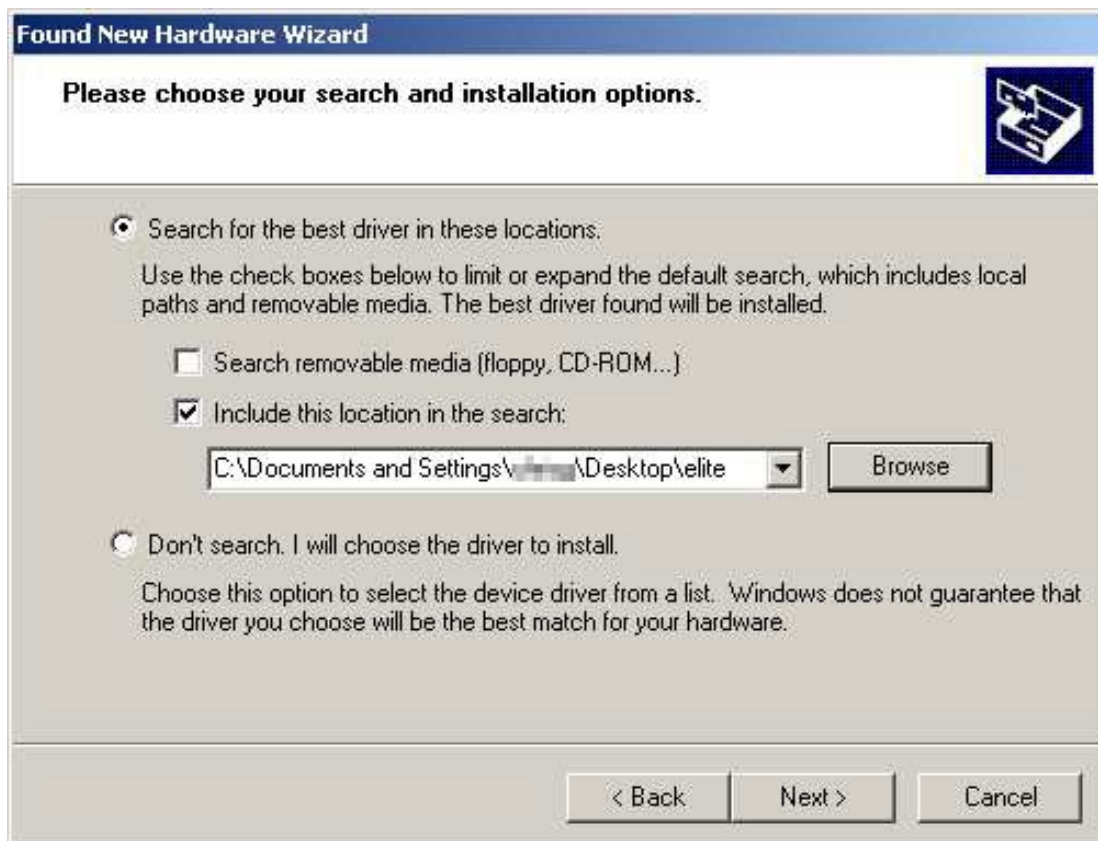 Found New Hardware Wizard
Please choose your search and installation options.
Search for the best driver in these locations.
Use the check boxes below to limit or expand the default search, which includes local
paths and removable media. The best driver found will be installed.
Search removable media (floppy, CD-ROM...)
Include this location in the search:
C:\Documents and Settings\ \Desktop\elite
Browse
Don't search. I will choose the driver to install.
Choose this option to select the device driver from a list. Windows does not guarantee that
the driver you choose will be the best match for your hardware.
< Back
Next >
Cancel